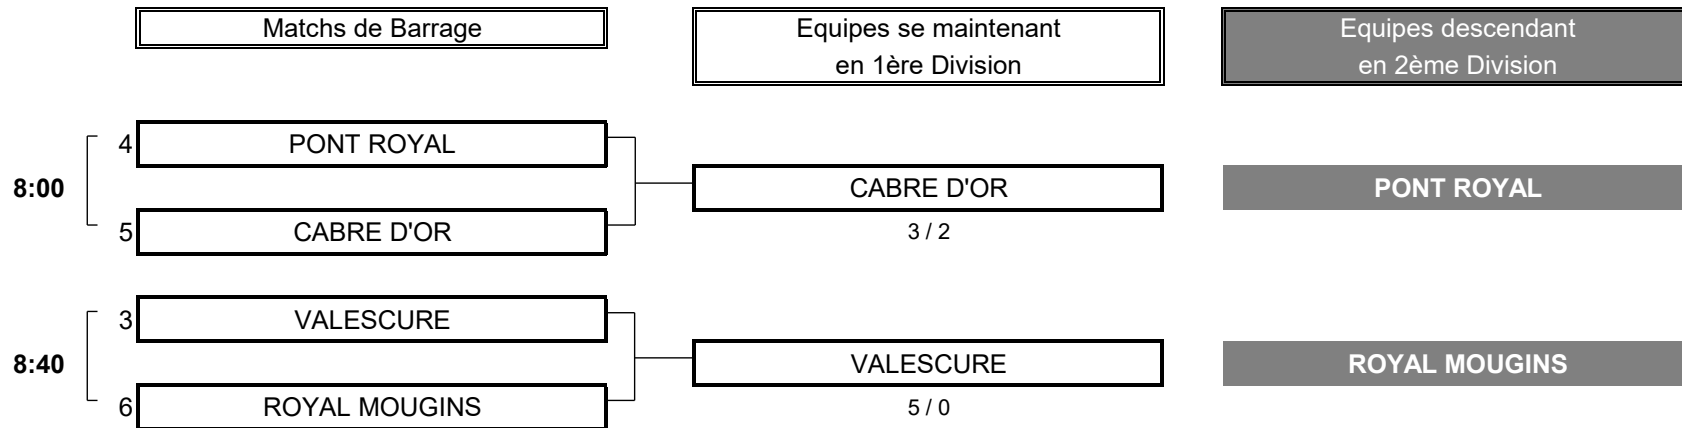 Matchs de Barrage
Equipes se maintenant
en 1ère Division
Equipes descendant
en 2ème Division
4 PONT ROYAL
8:00 CABRE D'OR PONT ROYAL
5 CABRE D'OR 3 / 2
3 VALESCURE
8:40 VALESCURE ROYAL MOUGINS
6 ROYAL MOUGINS 5 / 0